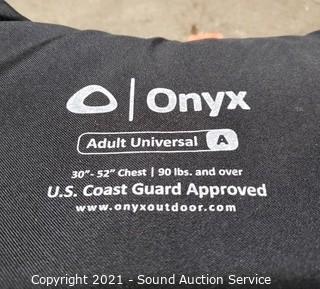 Onyx
Adult Universal A
30"- 52" Chest | 90 lbs. and over
U.S. Coast Guard Approved
www.onyxoutdoor.com
Copyright 2021 - Sound Auction Service